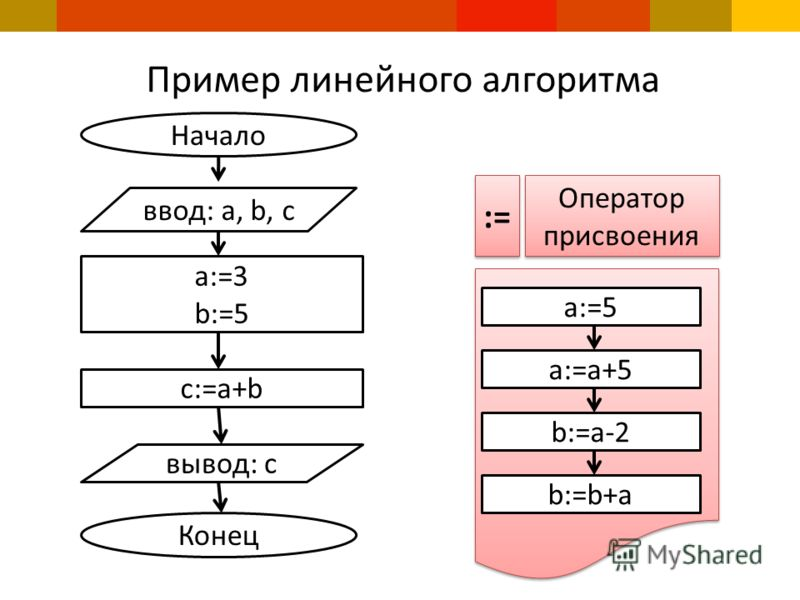 Пример линейного алгоритма
Начало
ввод: a, b, c
a:=3
b:=5
c:=a+b
вывод: c
Конец
:=
Оператор
присвоения
a:=5
a:=a+5
b:=a-2
b:=b+a
MyShared